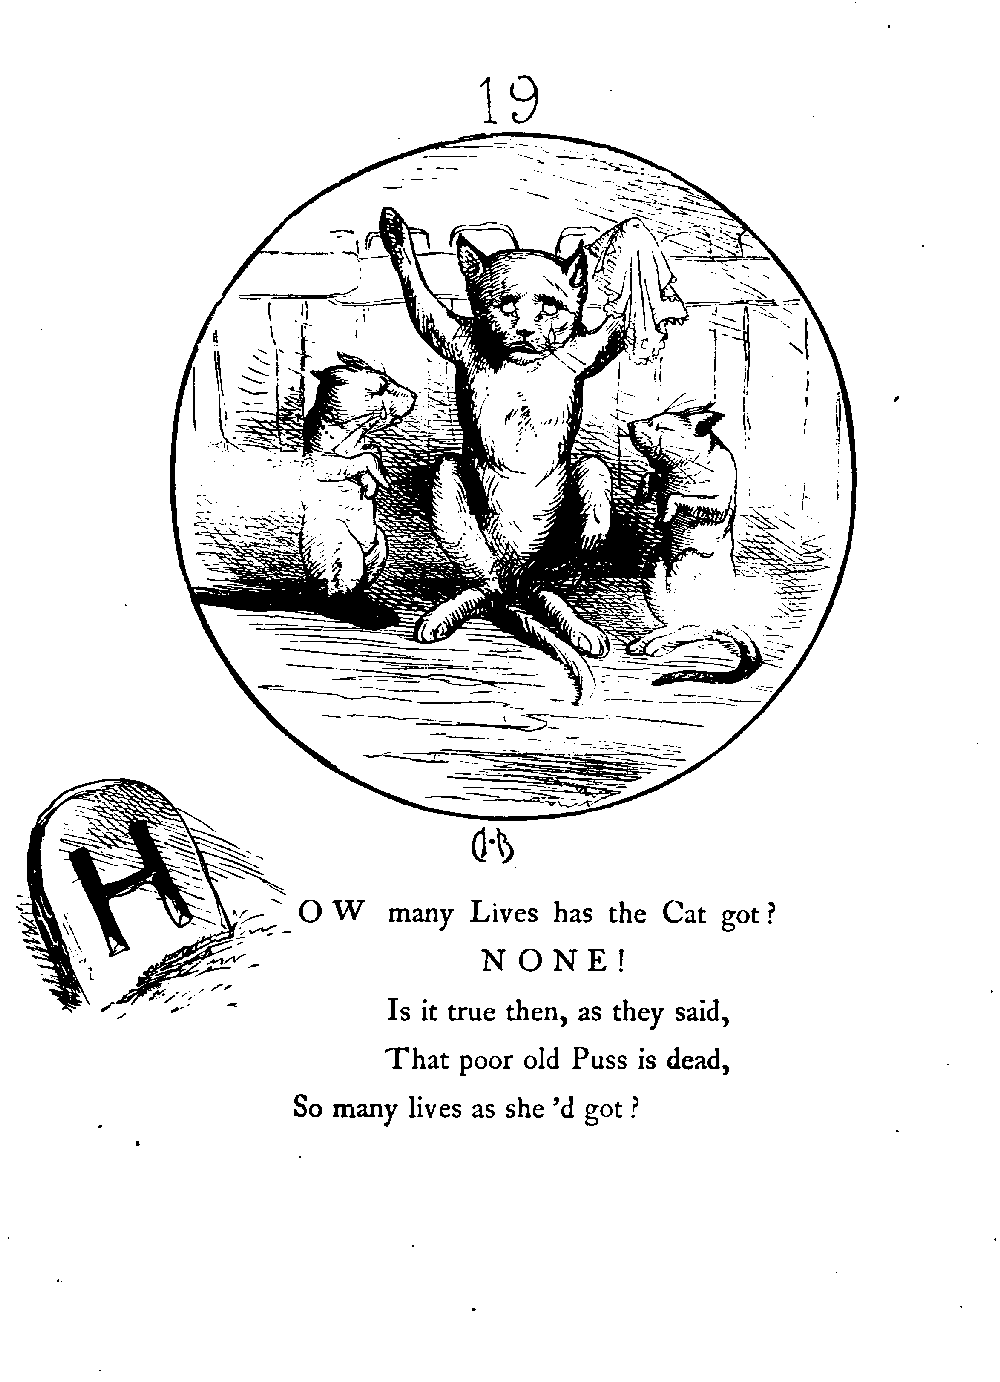 19
HOW many Lives has the Cat got?
NONE!
Is it true then, as they said,
That poor old Puss is dead,
So many lives as she 'd got?